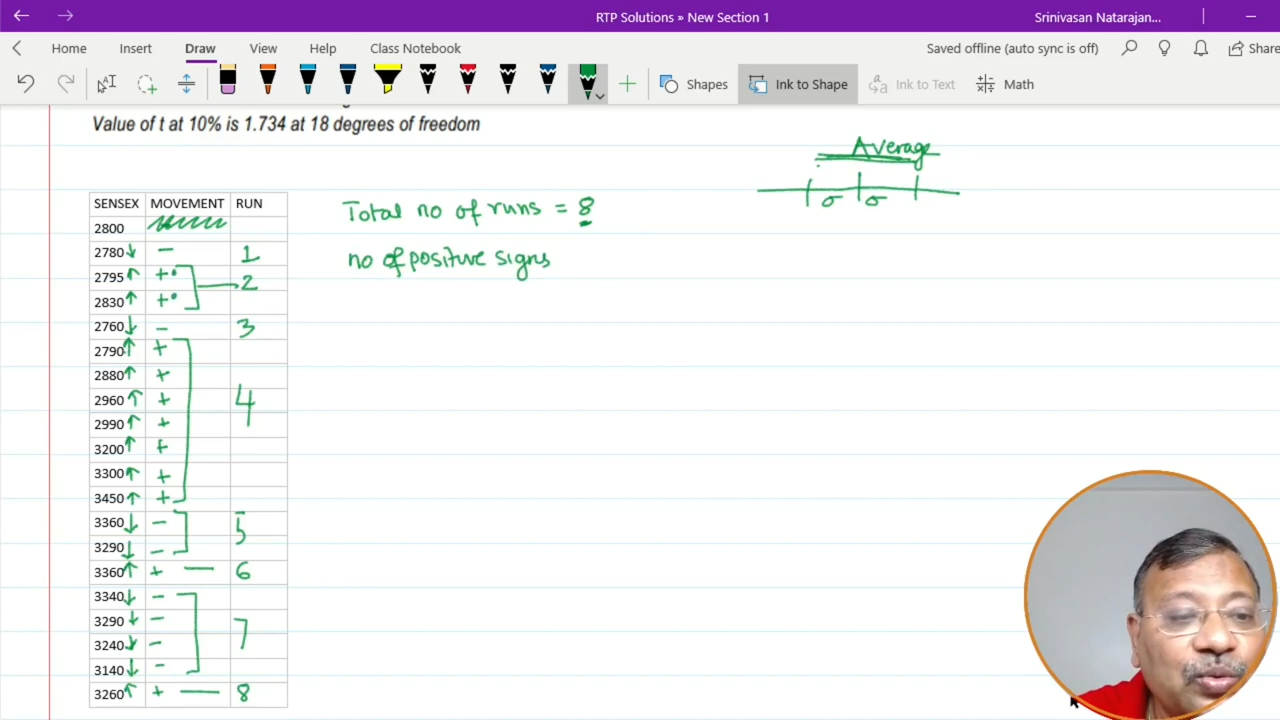 RTP Solutions » New Section 1
Srinivasan Natarajan...
Home Insert Draw View Help Class Notebook
Saved offline (auto sync is off)
Share
Shapes
Ink to Shape
Ink to Text
Math
Value of t at 10% is 1.734 at 18 degrees of freedom
Average
σ σ
SENSEX MOVEMENT RUN
Total no of runs = 8
no of positive signs
2800
2780 ↓ - 1
2795 ↑ +
2830 ↑ + 2
2760 ↓ - 3
2790 ↑ +
2880 ↑ +
2960 ↑ + 4
2990 ↑ +
3200 ↑ +
3300 ↑ +
3450 ↑ +
3360 ↓ - 5
3290 ↓ -
3360 ↑ + — 6
3340 ↓ -
3290 ↓ - 7
3240 ↓ -
3140 ↓ -
3260 ↑ + — 8